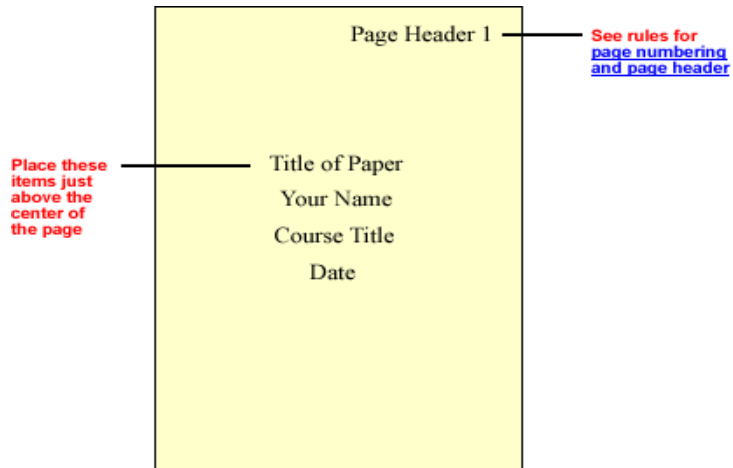 Page Header 1
See rules for
page numbering
and page header
Place these
items just
above the
center of
the page
Title of Paper
Your Name
Course Title
Date